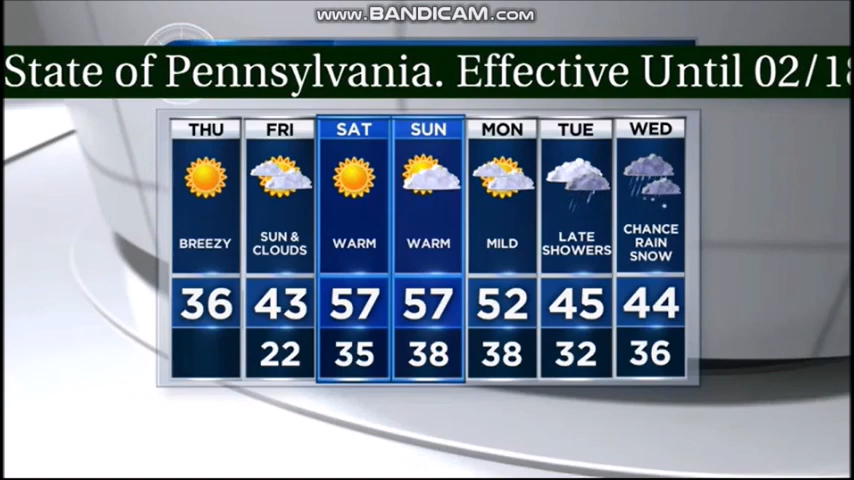 WWW.BANDICAM.COM
State of Pennsylvania. Effective Until 02/18
THU FRI SAT SUN MON TUE WED
BREEZY SUN & CLOUDS WARM WARM MILD LATE SHOWERS CHANCE RAIN SNOW
36 43 57 57 52 45 44
22 35 38 38 32 36